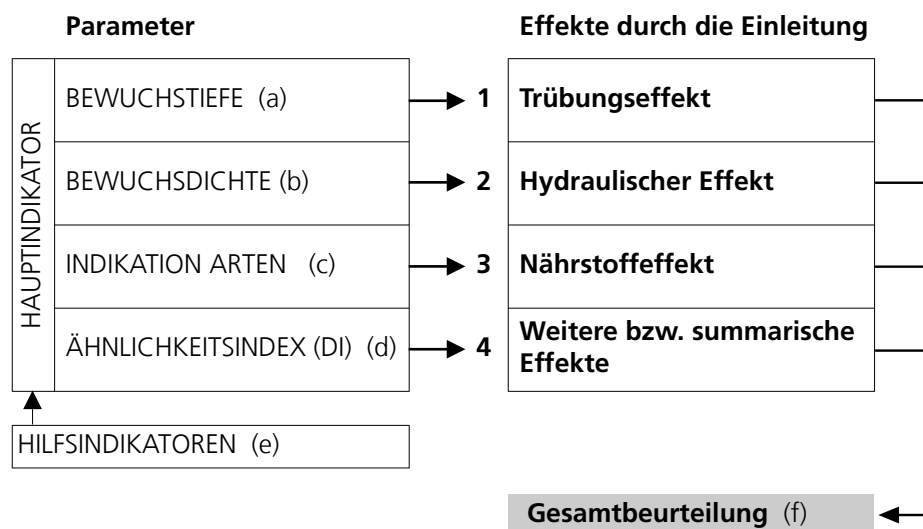 Parameter
Effekte durch die Einleitung
HAUPTINDIKATOR
BEWUCHSTIEFE (a)
1
Trübungseffekt
BEWUCHSDICHTE (b)
2
Hydraulischer Effekt
INDIKATION ARTEN (c)
3
Nährstoffeffekt
ÄHNLICHKEITSINDEX (DI) (d)
4
Weitere bzw. summarische
Effekte
HILFSINDIKATOREN (e)
Gesamtbeurteilung (f)